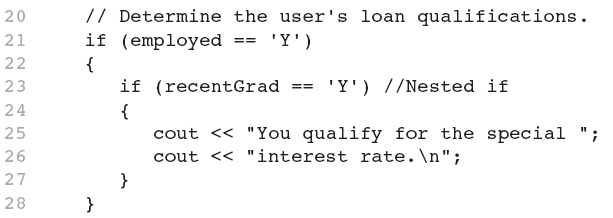 20 // Determine the user's loan qualifications.
21 if (employed == 'Y')
22 {
23 if (recentGrad == 'Y') //Nested if
24 {
25 cout << "You qualify for the special ";
26 cout << "interest rate.\n";
27 }
28 }